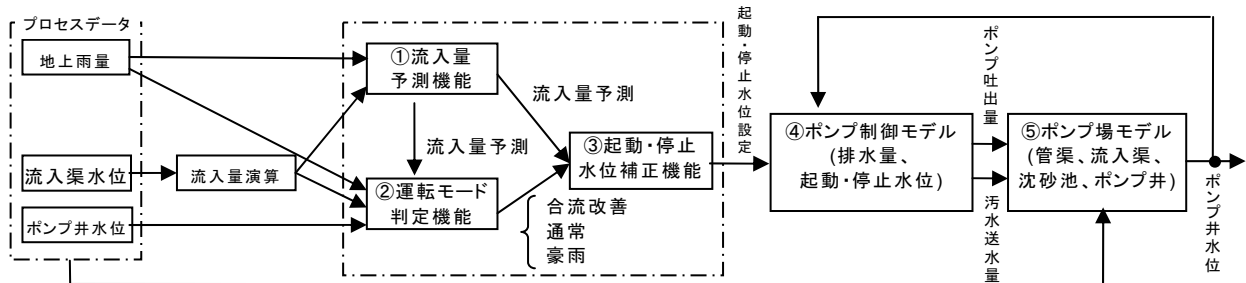 プロセスデータ
地上雨量
流入渠水位
ポンプ井水位
流入量演算
①流入量
予測機能
流入量予測
流入量予測
②運転モード
判定機能
合流改善
通常
豪雨
③起動・停止
水位補正機能
起動・停止水位設定
④ポンプ制御モデル
(排水量、
起動・停止水位)
ポンプ吐出量
汚水送水量
⑤ポンプ場モデル
(管渠、流入渠、
沈砂池、ポンプ井)
ポンプ井水位